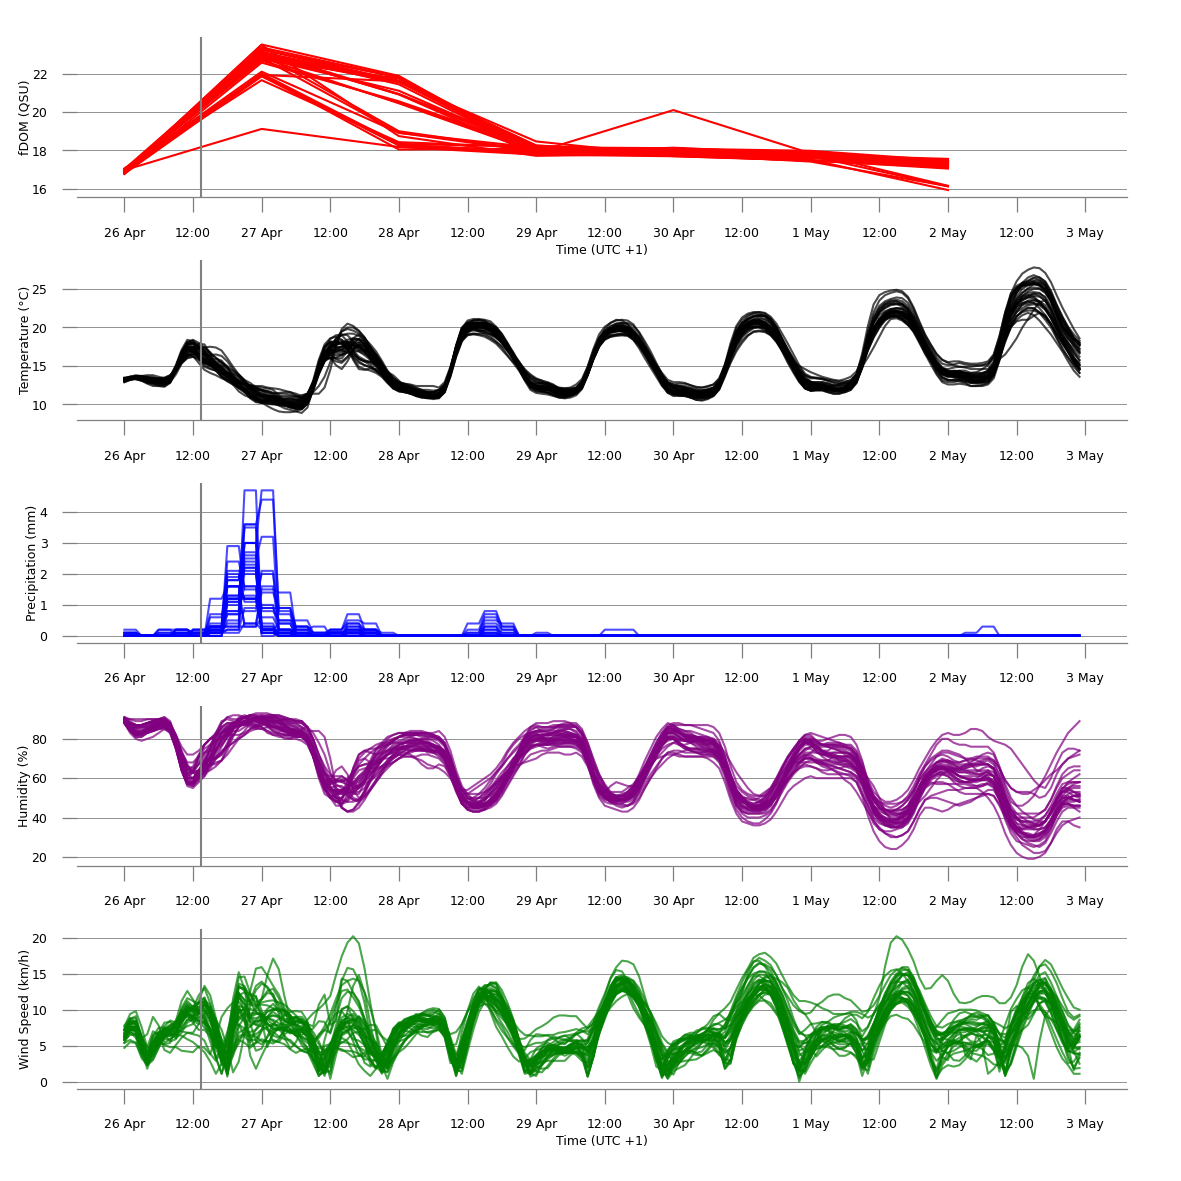 fDOM (QSU)
22
20
18
16
26 Apr 12:00 27 Apr 12:00 28 Apr 12:00 29 Apr 12:00 30 Apr 12:00 1 May 12:00 2 May 12:00 3 May
Time (UTC +1)
Temperature (°C)
25
20
15
10
26 Apr 12:00 27 Apr 12:00 28 Apr 12:00 29 Apr 12:00 30 Apr 12:00 1 May 12:00 2 May 12:00 3 May
Precipitation (mm)
4
3
2
1
0
26 Apr 12:00 27 Apr 12:00 28 Apr 12:00 29 Apr 12:00 30 Apr 12:00 1 May 12:00 2 May 12:00 3 May
Humidity (%)
80
60
40
20
26 Apr 12:00 27 Apr 12:00 28 Apr 12:00 29 Apr 12:00 30 Apr 12:00 1 May 12:00 2 May 12:00 3 May
Wind Speed (km/h)
20
15
10
5
0
26 Apr 12:00 27 Apr 12:00 28 Apr 12:00 29 Apr 12:00 30 Apr 12:00 1 May 12:00 2 May 12:00 3 May
Time (UTC +1)